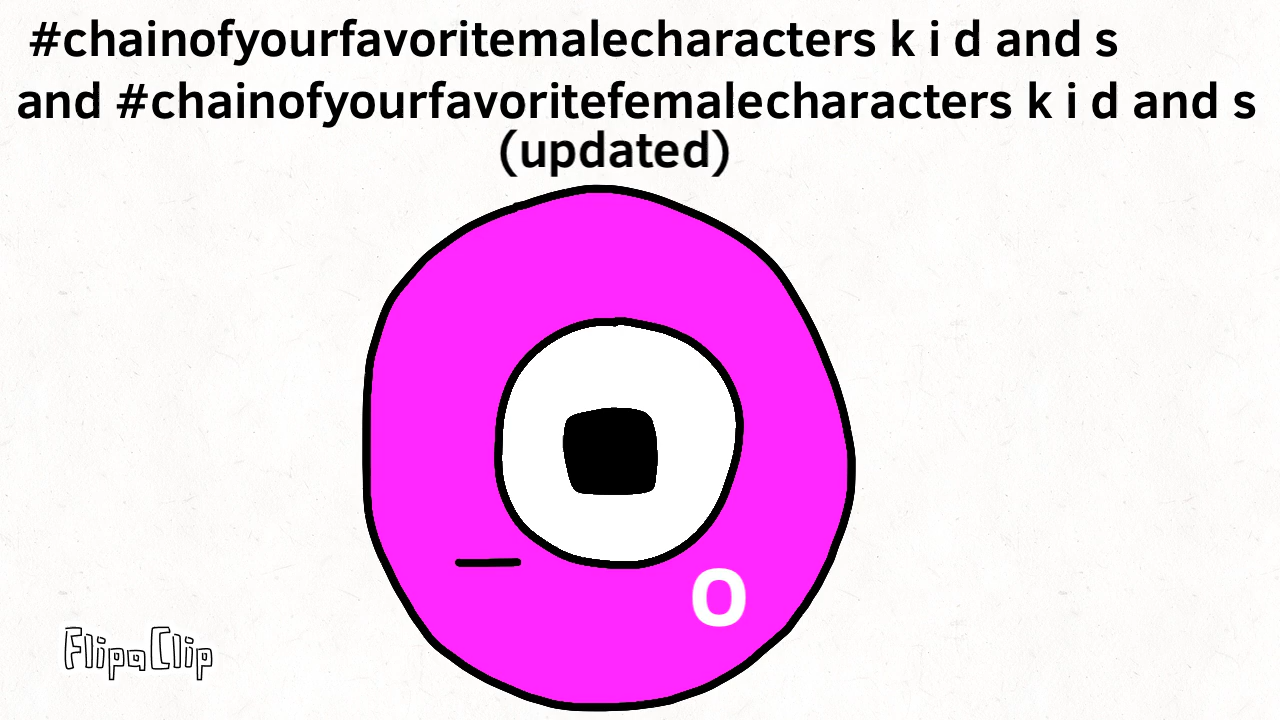 #chainofyourfavoritemalecharacters k i d and s
and #chainofyourfavoritefemalecharacters k i d and s
(updated)
O
FlipaClip